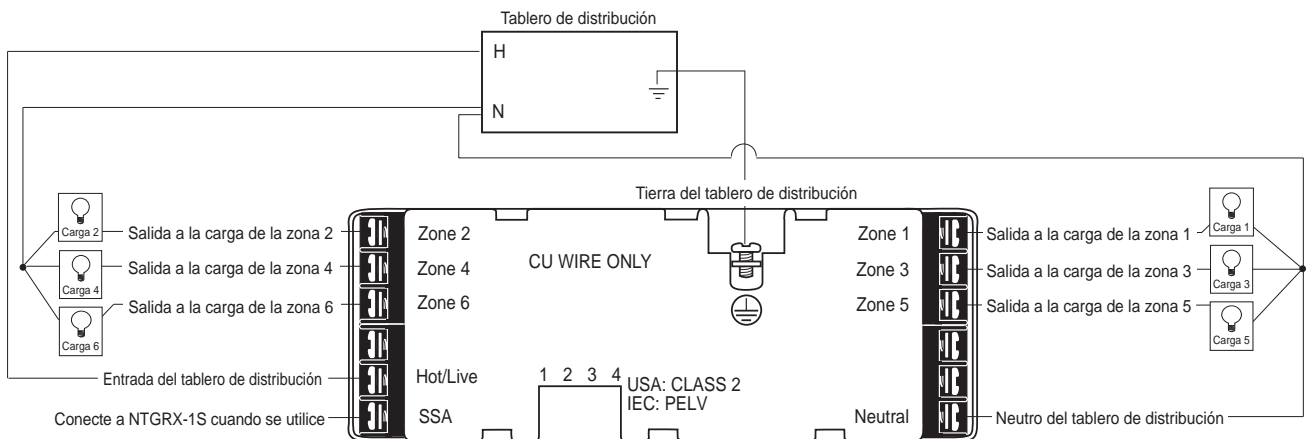 Tablero de distribución
H
N
Tierra del tablero de distribución
Carga 2
Salida a la carga de la zona 2
Zone 2
Zone 1
Salida a la carga de la zona 1
Carga 1
Carga 4
Salida a la carga de la zona 4
Zone 4
CU WIRE ONLY
Zone 3
Salida a la carga de la zona 3
Carga 3
Carga 6
Salida a la carga de la zona 6
Zone 6
Zone 5
Salida a la carga de la zona 5
Carga 5
Entrada del tablero de distribución
Hot/Live
1 2 3 4
USA: CLASS 2
IEC: PELV
Conecte a NTGRX-1S cuando se utilice
SSA
Neutral
Neutro del tablero de distribución